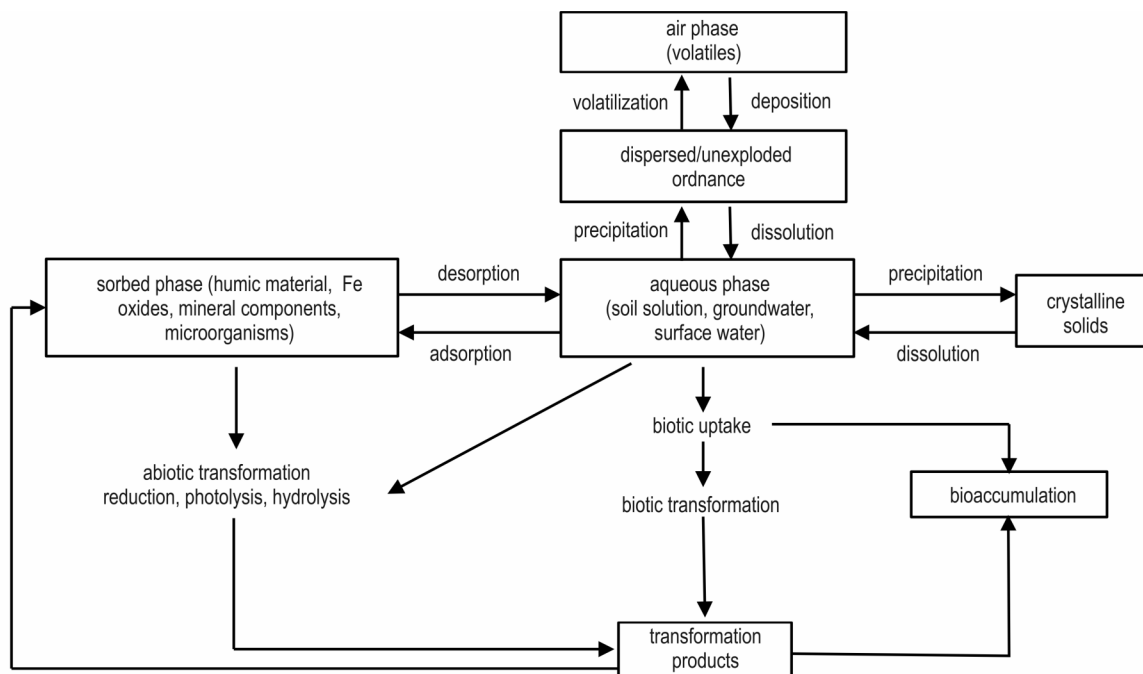 air phase
(volatiles)
volatilization
deposition
dispersed/unexploded
ordnance
precipitation
dissolution
sorbed phase (humic material, Fe
oxides, mineral components,
microorganisms)
desorption
adsorption
aqueous phase
(soil solution, groundwater,
surface water)
precipitation
dissolution
crystalline
solids
biotic uptake
abiotic transformation
reduction, photolysis, hydrolysis
biotic transformation
bioaccumulation
transformation
products